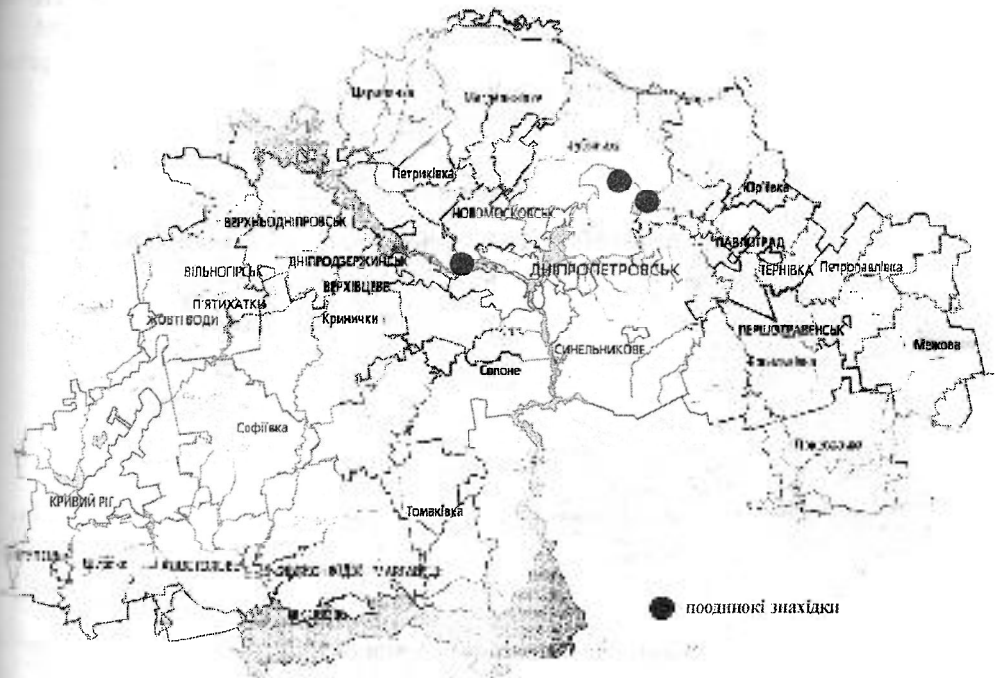 Царичанка
Петриківка
Юр'ївка
НОВОМОСКОВСЬК
ВЕРХНЬОДНІПРОВСЬК
ПАВЛОГРАД
ДНІПРОДЗЕРЖИНСЬК
ДНІПРОПЕТРОВСЬК
ТЕРНІВКА
Петропавлівка
ВІЛЬНОГІРСЬК
ВЕРХІВЦЕВЕ
П'ЯТИХАТКИ
ЖОВТІ ВОДИ
Кринички
ПЕРШОТРАВЕНСЬК
СИНЕЛЬНИКОВЕ
Межова
Солоне
Софіївка
КРИВИЙ РІГ
Томаківка
поодинокі знахідки